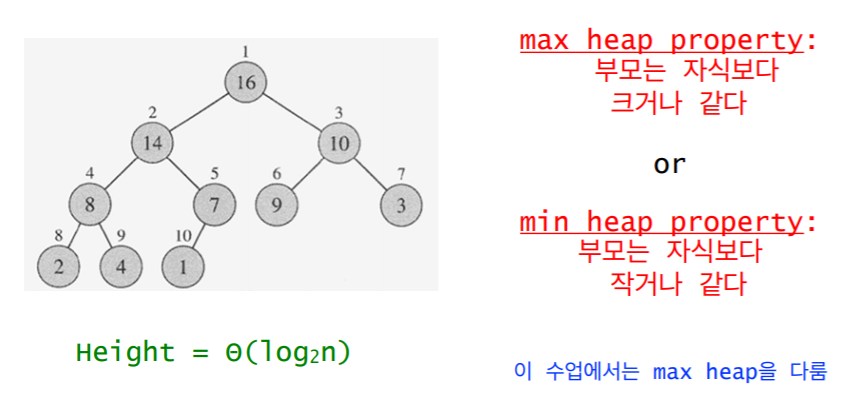 1
16
2
3
14
10
4
5
6
7
8
7
9
3
8
9
10
2
4
1
Height = Θ(log₂n)
max heap property:
부모는 자식보다
크거나 같다
or
min heap property:
부모는 자식보다
작거나 같다
이 수업에서는 max heap을 다룸